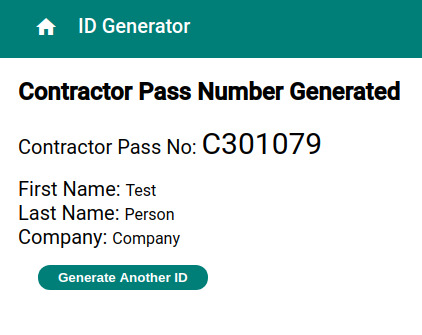 ID Generator
Contractor Pass Number Generated
Contractor Pass No: C301079
First Name: Test
Last Name: Person
Company: Company
Generate Another ID